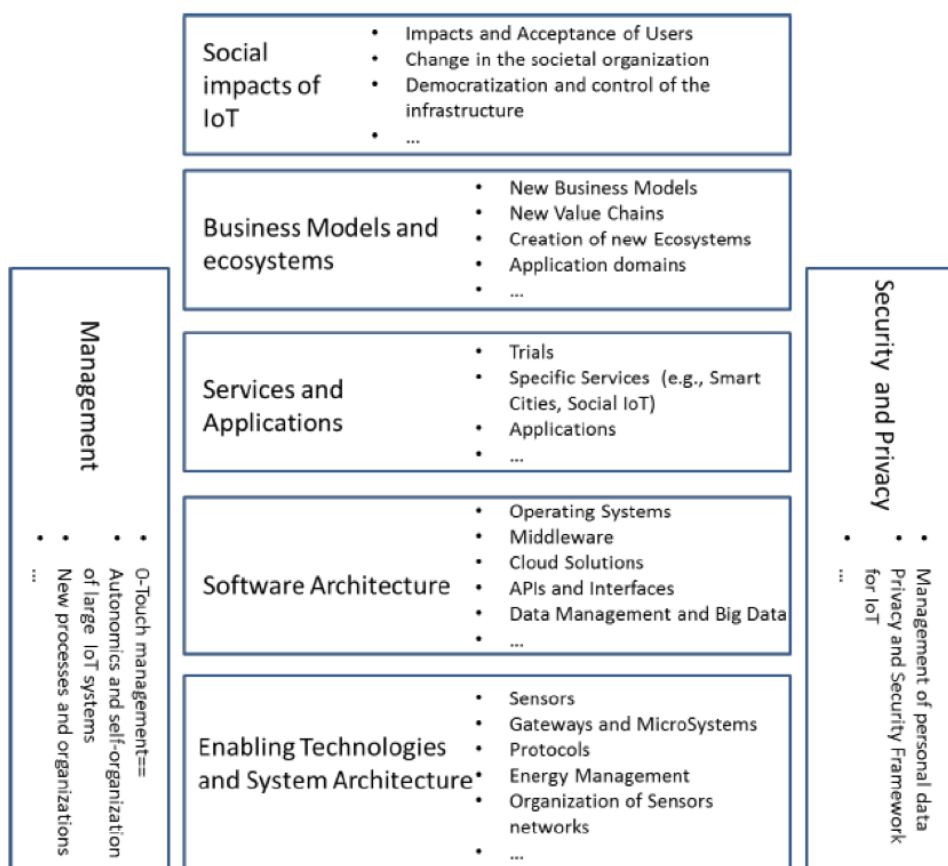 Social
impacts of
IoT
• Impacts and Acceptance of Users
• Change in the societal organization
• Democratization and control of the
infrastructure
• ...
Business Models and
ecosystems
• New Business Models
• New Value Chains
• Creation of new Ecosystems
• Application domains
• ...
Services and
Applications
• Trials
• Specific Services (e.g., Smart
Cities, Social IoT)
• Applications
• ...
Software Architecture
• Operating Systems
• Middleware
• Cloud Solutions
• APIs and Interfaces
• Data Management and Big Data
• ...
Enabling Technologies
and System Architecture
• Sensors
• Gateways and MicroSystems
• Protocols
• Energy Management
• Organization of Sensors
networks
• ...
Management
• 0-Touch management==
• Autonomics and self-organization
of large IoT systems
• New processes and organizations
• ...
Security and Privacy
• Management of personal data
• Privacy and Security Framework
for IoT
• ...